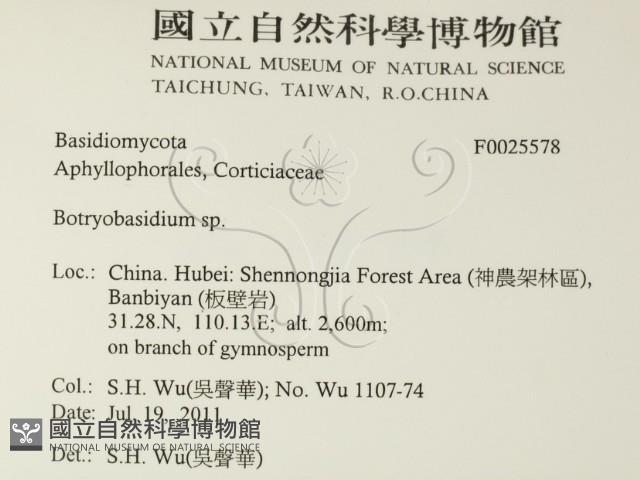 國立自然科學博物館
NATIONAL MUSEUM OF NATURAL SCIENCE
TAICHUNG, TAIWAN, R.O.CHINA
Basidiomycota F0025578
Aphyllophorales, Corticiaceae
Botryobasidium sp.
Loc.: China. Hubei: Shennongjia Forest Area (神農架林區),
Banbiyan (板壁岩)
31.28.N, 110.13.E; alt. 2,600m;
on branch of gymnosperm
Col.: S.H. Wu(吳聲華); No. Wu 1107-74
Date: Jul. 19, 2011
國立自然科學博物館
NATIONAL MUSEUM OF NATURAL SCIENCE
Det.: S.H. Wu(吳聲華)